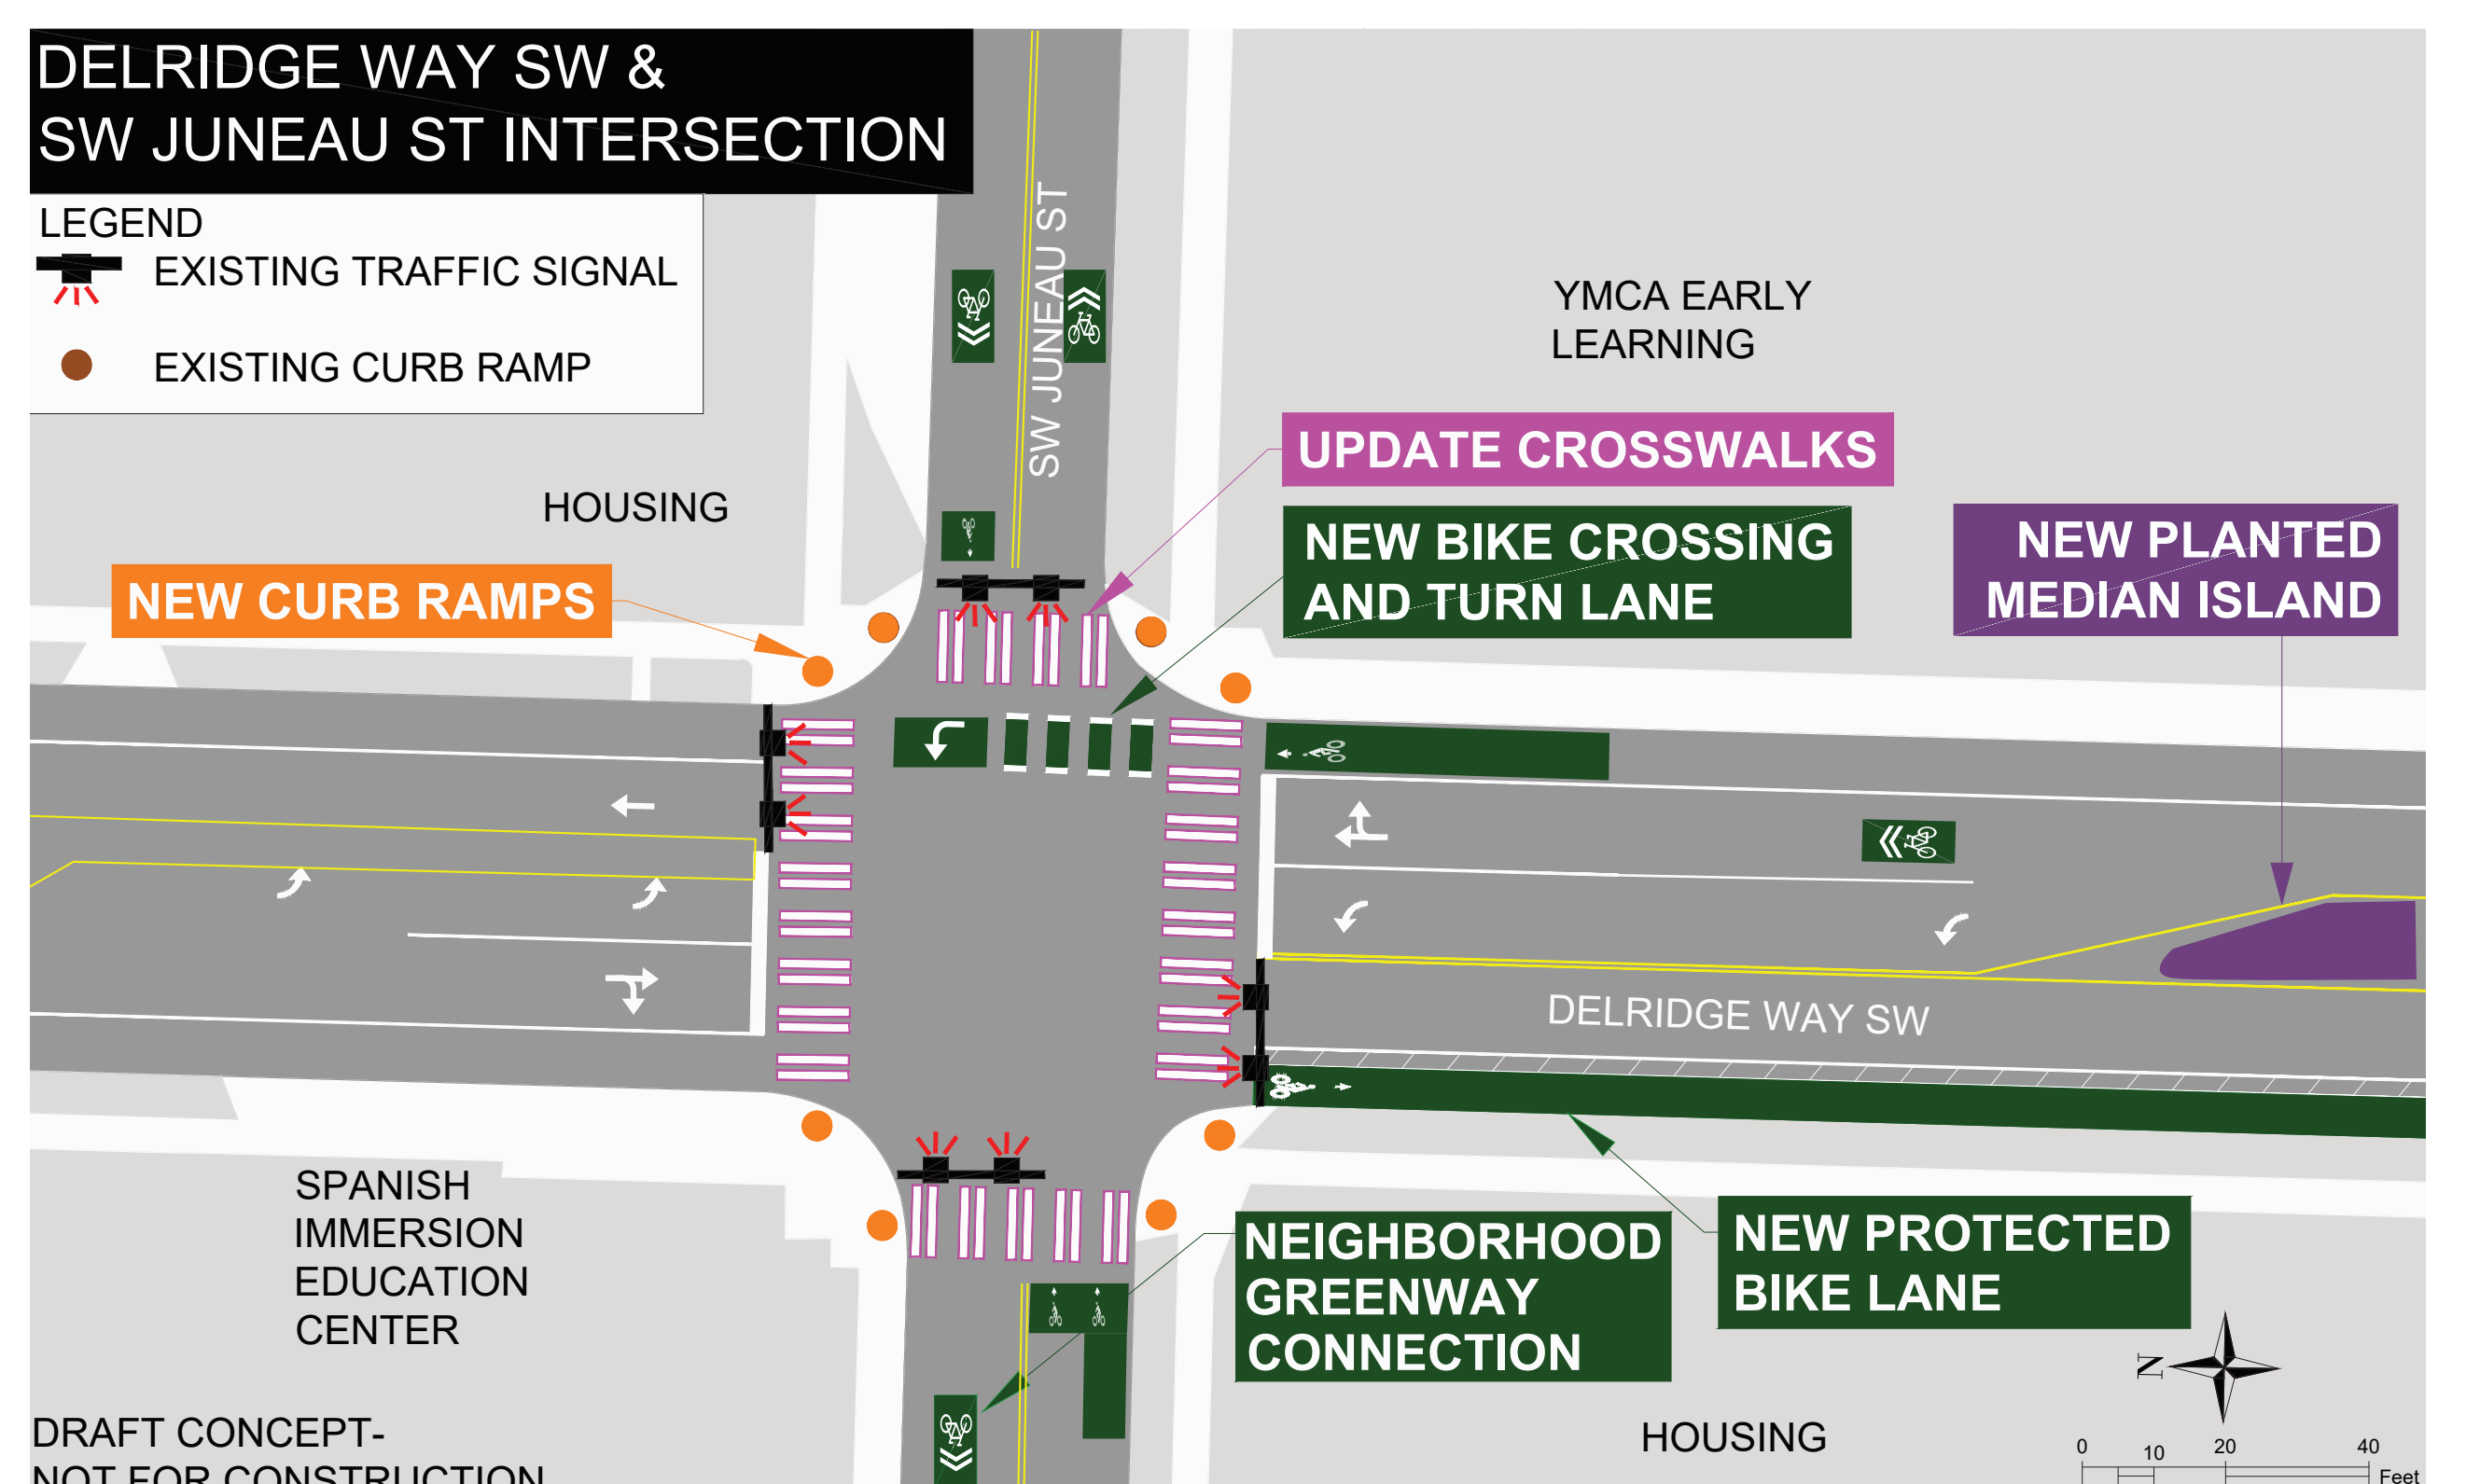 DELRIDGE WAY SW &
SW JUNEAU ST INTERSECTION
LEGEND
EXISTING TRAFFIC SIGNAL
EXISTING CURB RAMP
SW JUNEAU ST
YMCA EARLY
LEARNING
UPDATE CROSSWALKS
HOUSING
NEW BIKE CROSSING
AND TURN LANE
NEW PLANTED
MEDIAN ISLAND
NEW CURB RAMPS
DELRIDGE WAY SW
SPANISH
IMMERSION
EDUCATION
CENTER
NEIGHBORHOOD
GREENWAY
CONNECTION
NEW PROTECTED
BIKE LANE
N
HOUSING
DRAFT CONCEPT-
NOT FOR CONSTRUCTION
0 10 20 40
Feet